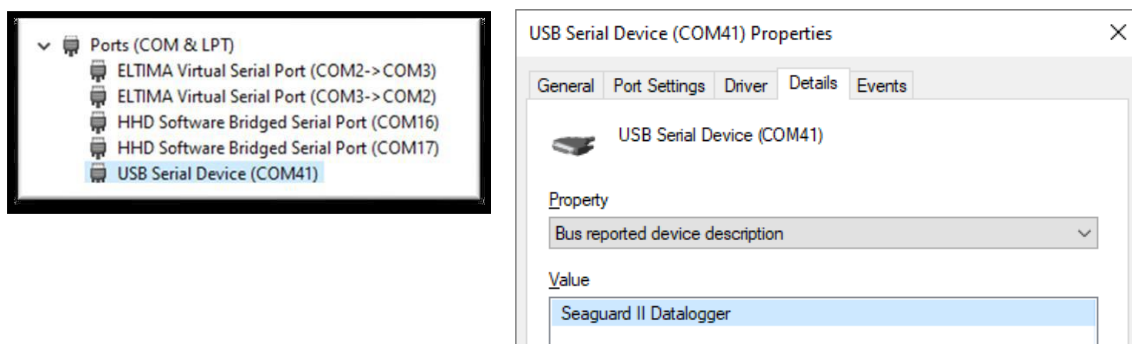 Ports (COM & LPT)
ELTIMA Virtual Serial Port (COM2->COM3)
ELTIMA Virtual Serial Port (COM3->COM2)
HHD Software Bridged Serial Port (COM16)
HHD Software Bridged Serial Port (COM17)
USB Serial Device (COM41)
USB Serial Device (COM41) Properties
General Port Settings Driver Details Events
USB Serial Device (COM41)
Property
Bus reported device description
Value
Seaguard II Datalogger